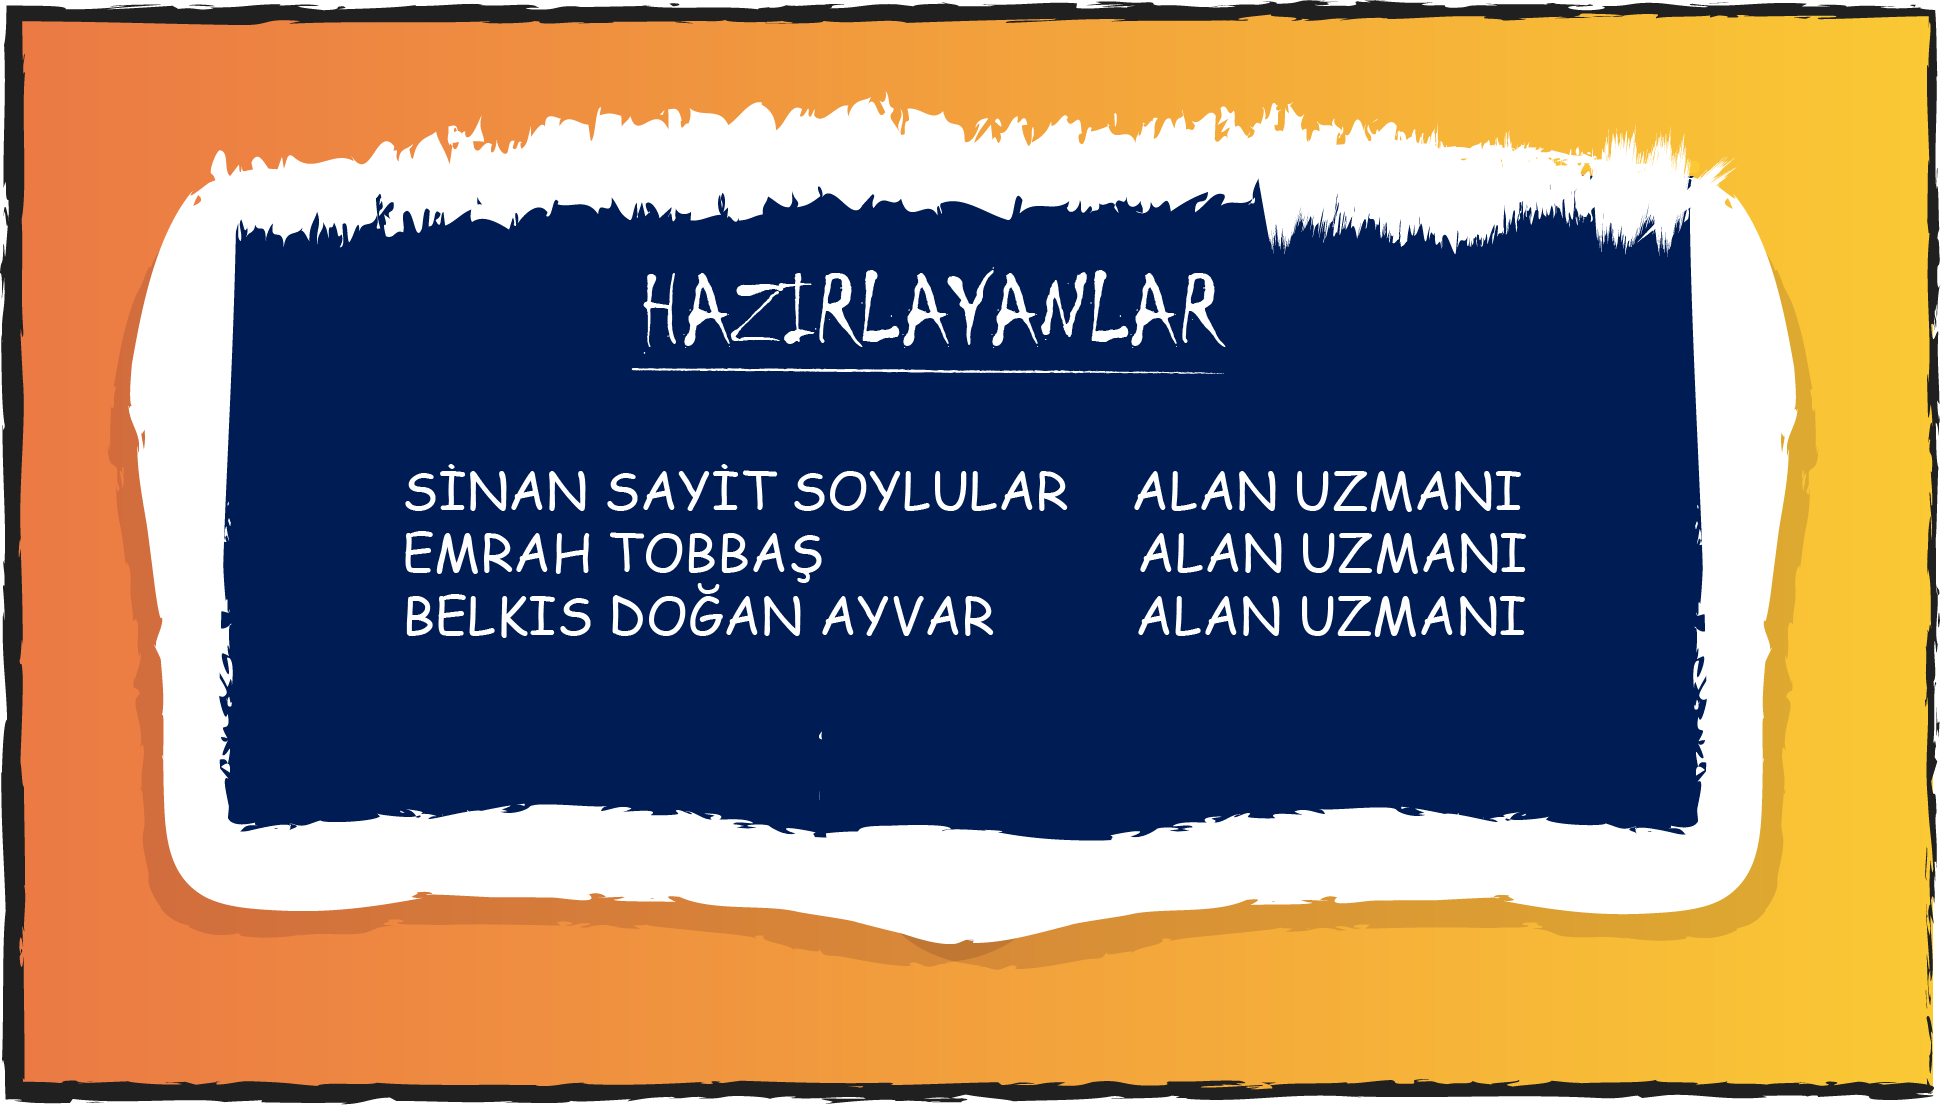 HAZIRLAYANLAR
SİNAN SAYİT SOYLULAR ALAN UZMANI
EMRAH TOBBAŞ ALAN UZMANI
BELKIS DOĞAN AYVAR ALAN UZMANI